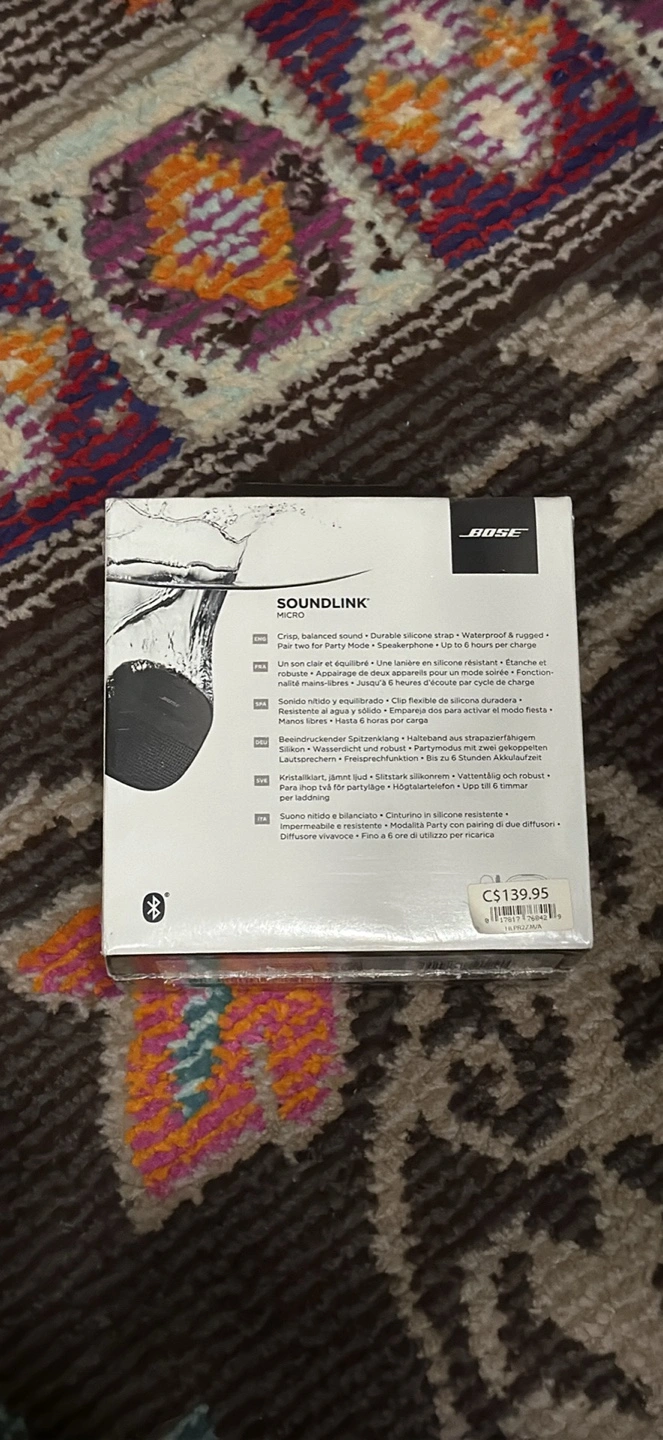 BOSE
SOUNDLINK®
MICRO
ENG Crisp, balanced sound • Durable silicone strap • Waterproof & rugged •
Pair two for Party Mode • Speakerphone • Up to 6 hours per charge
FRA Un son clair et équilibré • Une lanière en silicone résistant • Étanche et
robuste • Appairage de deux appareils pour un mode soirée • Fonction-
nalité mains-libres • Jusqu'à 6 heures d'écoute par cycle de charge
SPA Sonido nítido y equilibrado • Clip flexible de silicona duradera •
Resistente al agua y sólido • Empareja dos para activar el modo fiesta •
Manos libres • Hasta 6 horas por carga
DEU Beeindruckender Spitzenklang • Halteband aus strapazierfähigem
Silikon • Wasserdicht und robust • Partymodus mit zwei gekoppelten
Lautsprechern • Freisprechfunktion • Bis zu 6 Stunden Akkulaufzeit
SVE Kristallklart, jämnt ljud • Slitstark silikonrem • Vattentålig och robust •
Para ihop två för partyläge • Högtalartelefon • Upp till 6 timmar
per laddning
ITA Suono nitido e bilanciato • Cinturino in silicone resistente •
Impermeabile e resistente • Modalità Party con pairing di due diffusori •
Diffusore vivavoce • Fino a 6 ore di utilizzo per ricarica
BOSE
®
C$139.95
0 17817 76842 9